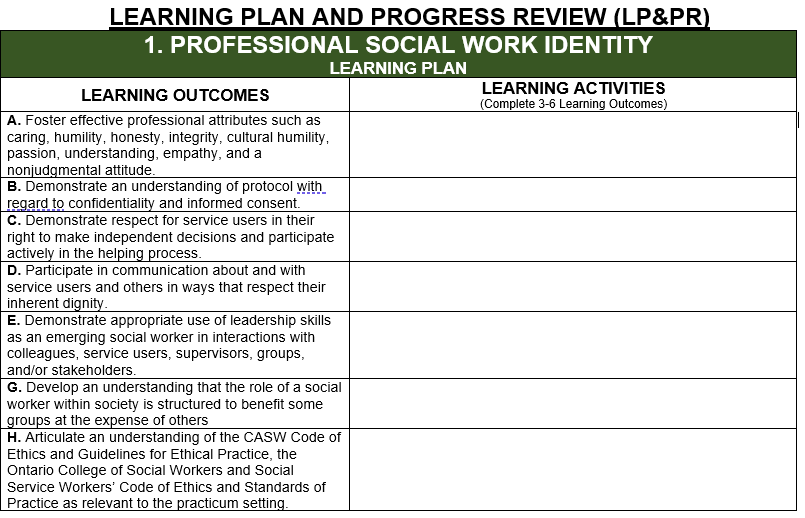 LEARNING PLAN AND PROGRESS REVIEW (LP&PR)
1. PROFESSIONAL SOCIAL WORK IDENTITY
LEARNING PLAN
LEARNING OUTCOMES
LEARNING ACTIVITIES
(Complete 3-6 Learning Outcomes)
A. Foster effective professional attributes such as
caring, humility, honesty, integrity, cultural humility,
passion, understanding, empathy, and a
nonjudgmental attitude.
B. Demonstrate an understanding of protocol with
regard to confidentiality and informed consent.
C. Demonstrate respect for service users in their
right to make independent decisions and participate
actively in the helping process.
D. Participate in communication about and with
service users and others in ways that respect their
inherent dignity.
E. Demonstrate appropriate use of leadership skills
as an emerging social worker in interactions with
colleagues, service users, supervisors, groups,
and/or stakeholders.
G. Develop an understanding that the role of a social
worker within society is structured to benefit some
groups at the expense of others
H. Articulate an understanding of the CASW Code of
Ethics and Guidelines for Ethical Practice, the
Ontario College of Social Workers and Social
Service Workers' Code of Ethics and Standards of
Practice as relevant to the practicum setting.